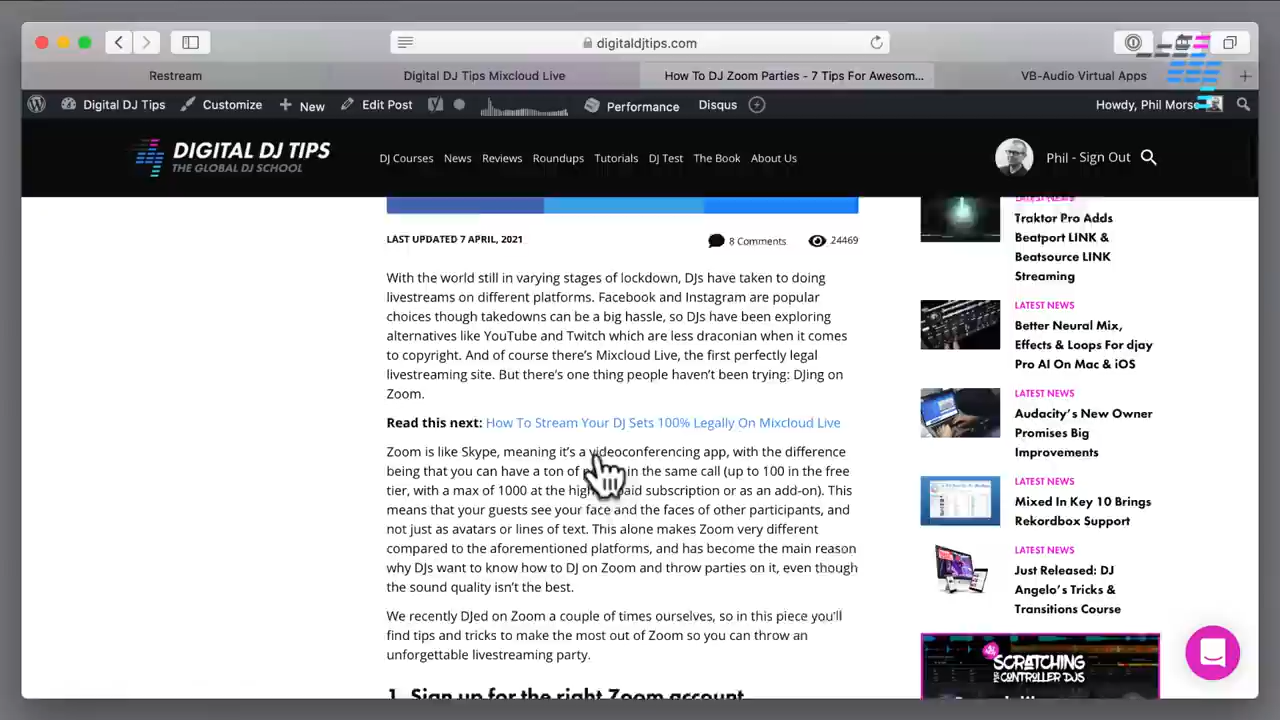 digitaldjtips.com
Restream
Digital DJ Tips Mixcloud Live
How To DJ Zoom Parties - 7 Tips For Awesom...
VB-Audio Virtual Apps
Digital DJ Tips
Customize
New
Edit Post
Performance
Disqus
Howdy, Phil Morse
DIGITAL DJ TIPS
THE GLOBAL DJ SCHOOL
DJ Courses
News
Reviews
Roundups
Tutorials
DJ Test
The Book
About Us
Phil - Sign Out
LAST UPDATED 7 APRIL, 2021
8 Comments
24469
With the world still in varying stages of lockdown, DJs have taken to doing
livestreams on different platforms. Facebook and Instagram are popular
choices though takedowns can be a big hassle, so DJs have been exploring
alternatives like YouTube and Twitch which are less draconian when it comes
to copyright. And of course there's Mixcloud Live, the first perfectly legal
livestreaming site. But there's one thing people haven't been trying: DJing on
Zoom.
Read this next: How To Stream Your DJ Sets 100% Legally On Mixcloud Live
Zoom is like Skype, meaning it's a videoconferencing app, with the difference
being that you can have a ton of in the same call (up to 100 in the free
tier, with a max of 1000 at the paid subscription or as an add-on). This
means that your guests see your face and the faces of other participants, and
not just as avatars or lines of text. This alone makes Zoom very different
compared to the aforementioned platforms, and has become the main reason
why DJs want to know how to DJ on Zoom and throw parties on it, even though
the sound quality isn't the best.
We recently DJed on Zoom a couple of times ourselves, so in this piece you'll
find tips and tricks to make the most out of Zoom so you can throw an
unforgettable livestreaming party.
1. Sign up for the right Zoom account
LATEST NEWS
Traktor Pro Adds
Beatport LINK &
Beatsource LINK
Streaming
LATEST NEWS
Better Neural Mix,
Effects & Loops For djay
Pro AI On Mac & iOS
LATEST NEWS
Audacity's New Owner
Promises Big
Improvements
LATEST NEWS
Mixed In Key 10 Brings
Rekordbox Support
LATEST NEWS
Just Released: DJ
Angelo's Tricks &
Transitions Course
SCRATCHING
FOR CONTROLLER DJS